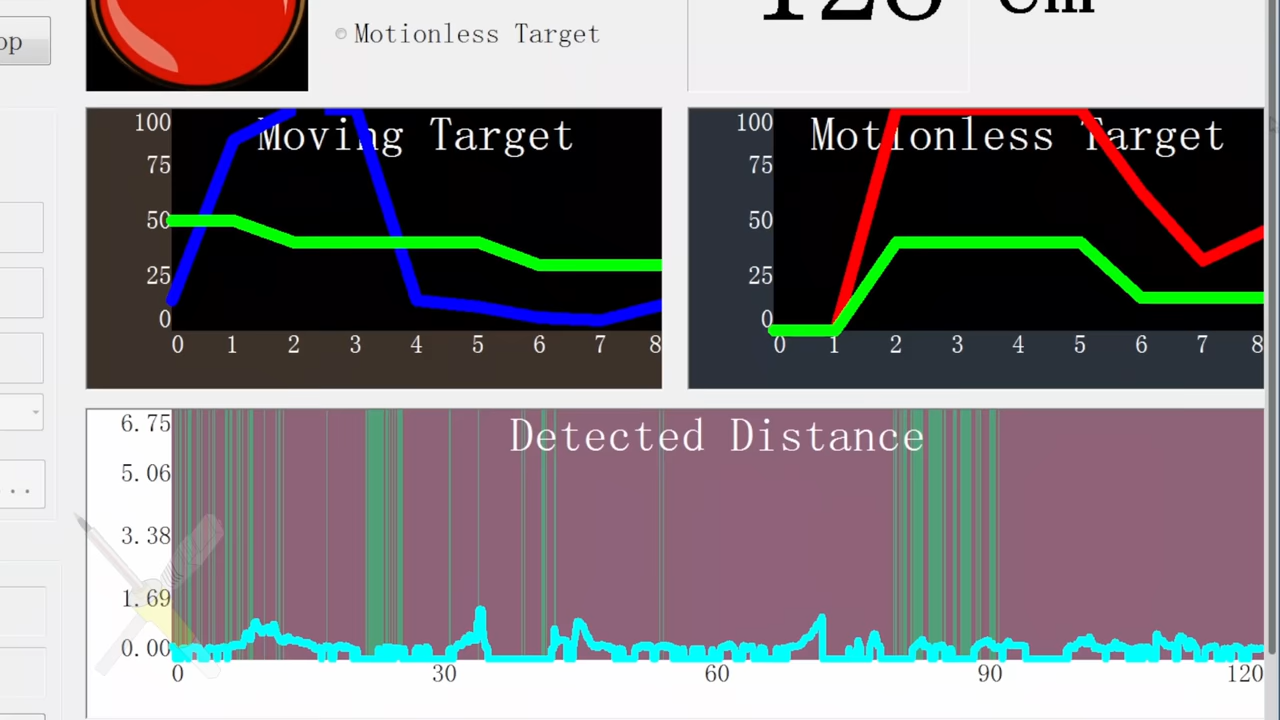 op
Motionless Target
128 cm
Moving Target
100
75
50
25
0
0 1 2 3 4 5 6 7 8
Motionless Target
100
75
50
25
0
0 1 2 3 4 5 6 7 8
Detected Distance
6.75
5.06
3.38
1.69
0.00
0 30 60 90 120
...